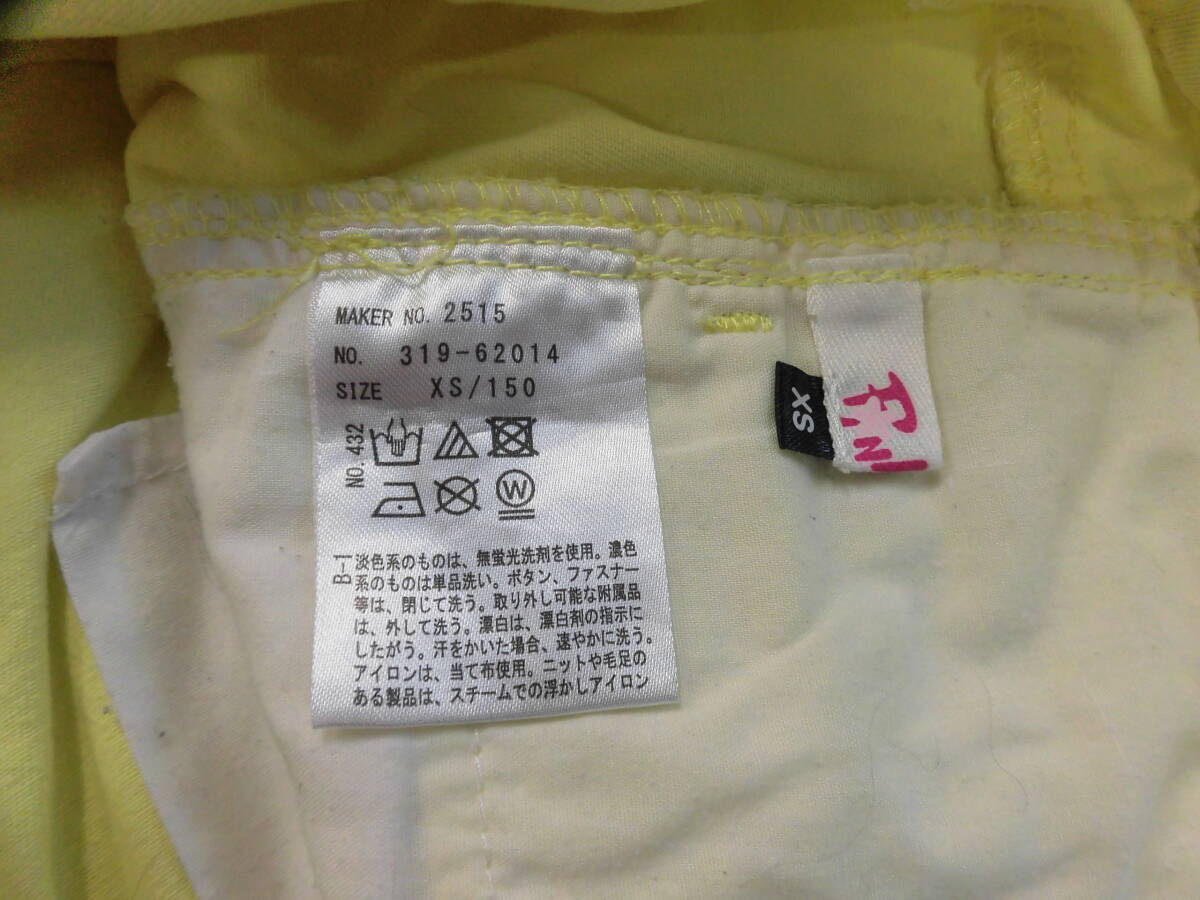 MAKER NO. 2515
NO. 319-62014
SIZE XS/150
NO. 432
W
B-1
淡色系のものは、無蛍光洗剤を使用。濃色
系のものは単品洗い。ボタン、ファスナー
等は、閉じて洗う。取り外し可能な附属品
は、外して洗う。漂白は、漂白剤の指示に
したがう。汗をかいた場合、速やかに洗う。
アイロンは、当て布使用。ニットや毛足の
ある製品は、スチームでの浮かしアイロン
XS